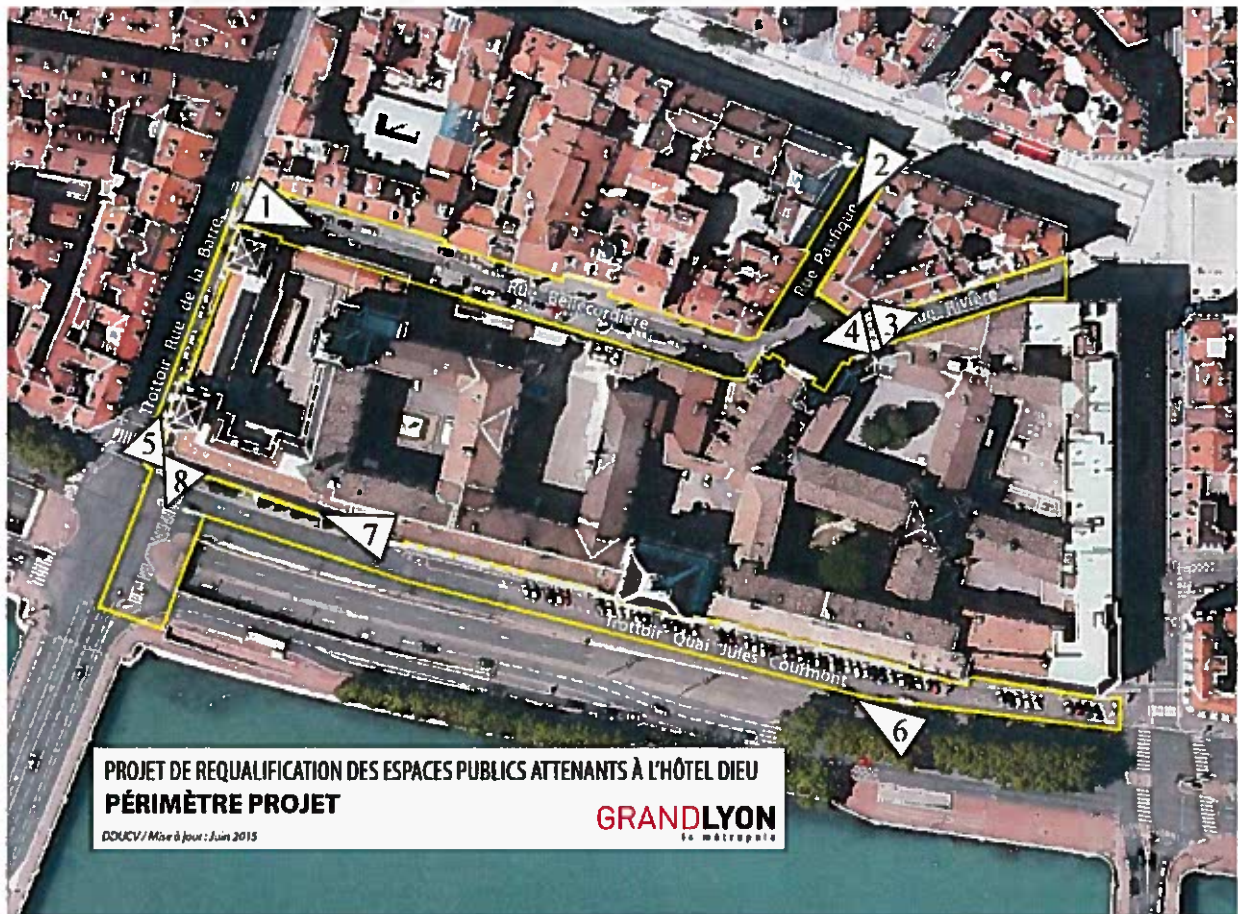 2
1
Rue Paufique
Trottoir Rue de la Barre
Rue Bellecordière
4
3
Rue Rivière
5
8
7
Trottoir Quai Jules Courmont
6
PROJET DE REQUALIFICATION DES ESPACES PUBLICS ATTENANTS À L'HÔTEL DIEU
PÉRIMÈTRE PROJET
DDUCV / Mise à jour : Juin 2015
GRANDLYON
la métropole